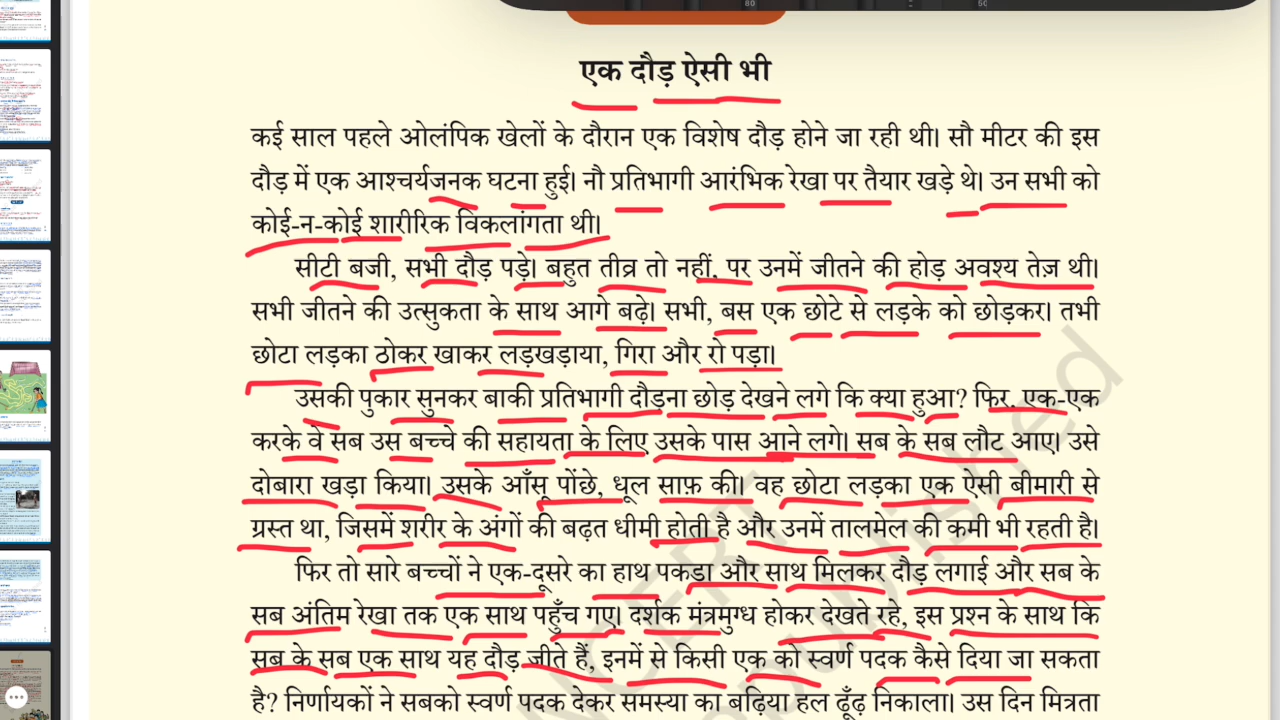 एक दौड़ ऐसी भी
कई साल पहले ओलंपिक खेलों के दौरान एक विशेष दौड़ होने जा रही थी। सौ मीटर की इस
दौड़ में एक आश्चर्यजनक घटना हुई। नौ प्रतिभागी आरंभिक रेखा पर तैयार खड़े थे। उन सभी को
कोई-न-कोई शारीरिक विकलांगता थी।
सीटी बजी, सभी दौड़ पड़े। बहुत तीव्र तो नहीं, पर उनमें जीतने की होड़ अवश्य तेज थी।
सभी जीतने की उत्सुकता के साथ आगे बढ़े। सभी, बस एक छोटे से लड़के को छोड़कर। तभी
छोटा लड़का ठोकर खाकर लड़खड़ाया, गिरा और रो पड़ा।
उसकी पुकार सुनकर बाकी प्रतिभागी दौड़ना छोड़ देखने लगे कि क्या हुआ? फिर, एक-एक
करके वे सब उस बच्चे की सहायता के लिए उसके पास आने लगे। सब के सब लौट आए। उसे
दोबारा खड़ा किया। उसके आँसू पोंछे, धूल साफ की। वह छोटा लड़का एक ऐसी बीमारी से
ग्रस्त था, जिसमें शरीर के अंगों की बढ़त धीमी होती है और उनमें तालमेल की कमी भी रहती है।
फिर तो सारे बच्चों ने एक-दूसरे का हाथ पकड़ा और साथ मिलकर दौड़ लगाई और सब के
सब अंतिम रेखा तक एक साथ पहुँच गए। दर्शक मंत्रमुग्ध होकर देखते रहे, इस प्रश्न के साथ कि
सब के सब एक साथ यह दौड़ जीते हैं, इनमें से किसी एक को स्वर्ण पदक कैसे दिया जा सकता
है? निर्णायकों ने सबको स्वर्ण पदक देकर समस्या का बढ़िया हल ढूँढ़ निकाला। उस दिन मित्रता